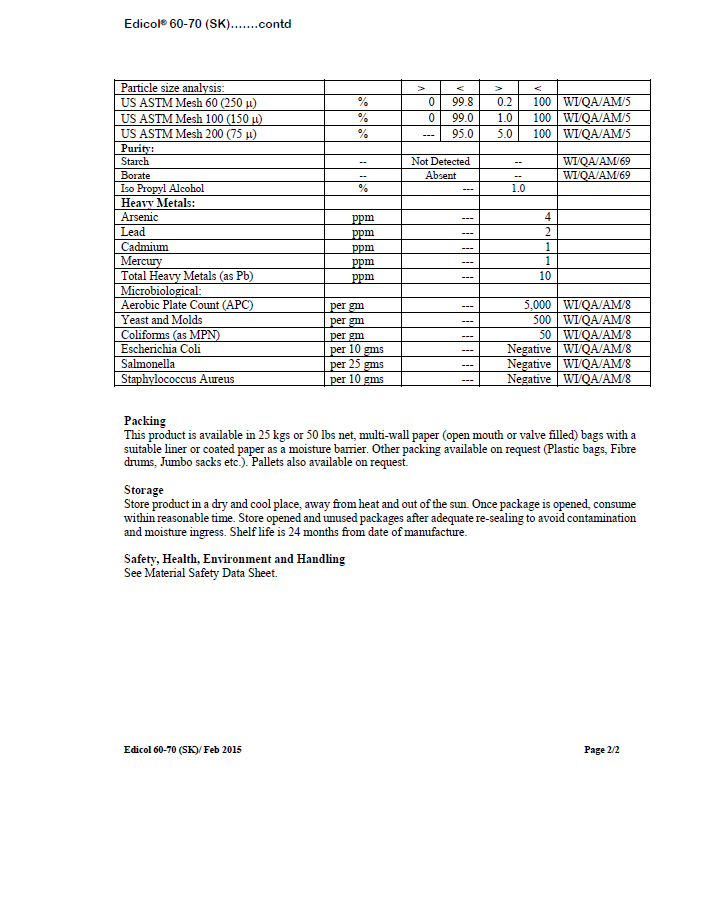 Edicol® 60-70 (SK).......contd
Particle size analysis: > < > <
US ASTM Mesh 60 (250 µ) % 0 99.8 0.2 100 WI/QA/AM/5
US ASTM Mesh 100 (150 µ) % 0 99.0 1.0 100 WI/QA/AM/5
US ASTM Mesh 200 (75 µ) % --- 95.0 5.0 100 WI/QA/AM/5
Purity:
Starch -- Not Detected -- WI/QA/AM/69
Borate -- Absent -- WI/QA/AM/69
Iso Propyl Alcohol % --- 1.0
Heavy Metals:
Arsenic ppm --- 4
Lead ppm --- 2
Cadmium ppm --- 1
Mercury ppm --- 1
Total Heavy Metals (as Pb) ppm --- 10
Microbiological:
Aerobic Plate Count (APC) per gm --- 5,000 WI/QA/AM/8
Yeast and Molds per gm --- 500 WI/QA/AM/8
Coliforms (as MPN) per gm --- 50 WI/QA/AM/8
Escherichia Coli per 10 gms --- Negative WI/QA/AM/8
Salmonella per 25 gms --- Negative WI/QA/AM/8
Staphylococcus Aureus per 10 gms --- Negative WI/QA/AM/8
Packing
This product is available in 25 kgs or 50 lbs net, multi-wall paper (open mouth or valve filled) bags with a
suitable liner or coated paper as a moisture barrier. Other packing available on request (Plastic bags, Fibre
drums, Jumbo sacks etc.). Pallets also available on request.
Storage
Store product in a dry and cool place, away from heat and out of the sun. Once package is opened, consume
within reasonable time. Store opened and unused packages after adequate re-sealing to avoid contamination
and moisture ingress. Shelf life is 24 months from date of manufacture.
Safety, Health, Environment and Handling
See Material Safety Data Sheet.
Edicol 60-70 (SK)/ Feb 2015 Page 2/2